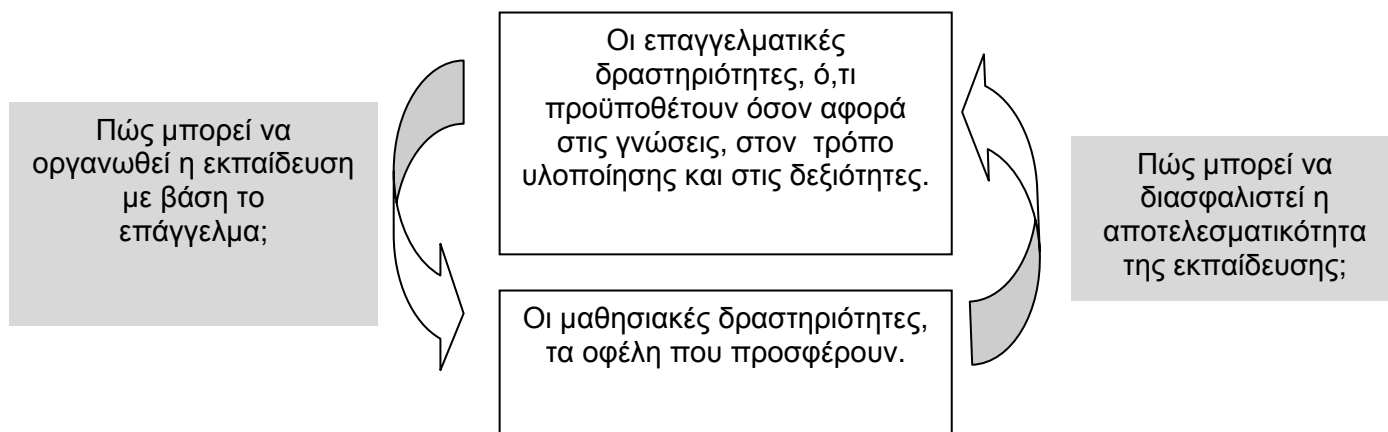 Πώς μπορεί να
οργανωθεί η εκπαίδευση
με βάση το
επάγγελμα;
Οι επαγγελματικές
δραστηριότητες, ό,τι
προϋποθέτουν όσον αφορά
στις γνώσεις, στον τρόπο
υλοποίησης και στις δεξιότητες.
Οι μαθησιακές δραστηριότητες,
τα οφέλη που προσφέρουν.
Πώς μπορεί να
διασφαλιστεί η
αποτελεσματικότητα
της εκπαίδευσης;